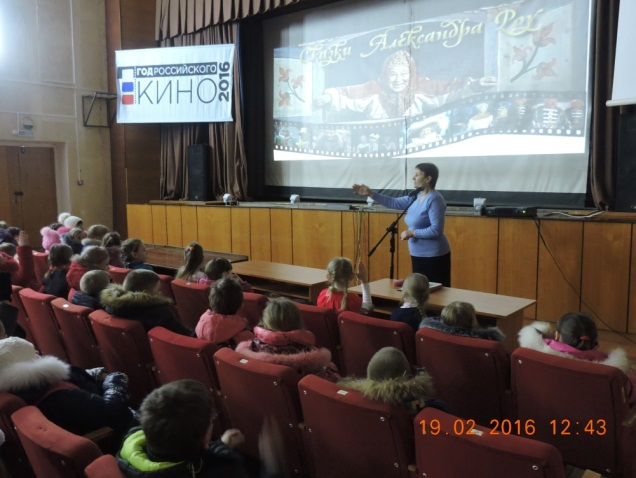 Сказки Александра Роу
ГОД РОССИЙСКОГО
КИНО
2016
19.02.2016 12:43